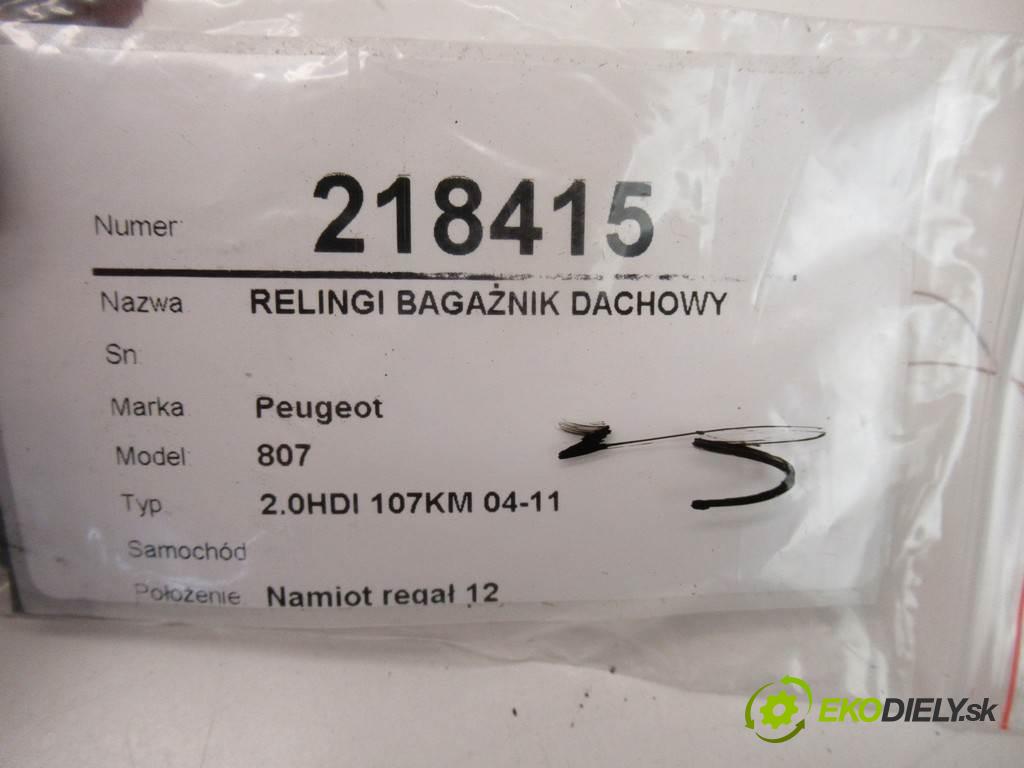 Numer: 218415
Nazwa RELINGI BAGAŻNIK DACHOWY
Sn:
Marka Peugeot
Model: 807
Typ 2.0HDI 107KM 04-11
Samochód
Położenie Namiot regał 12
EKODIELY.sk